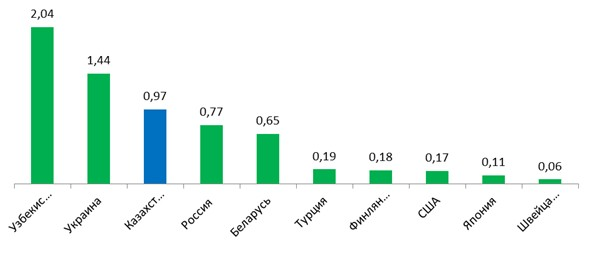 2,04
1,44
0,97
0,77
0,65
0,19
0,18
0,17
0,11
0,06
Узбекис...
Украина
Казахст...
Россия
Беларусь
Турция
Финлян...
США
Япония
Швейца...